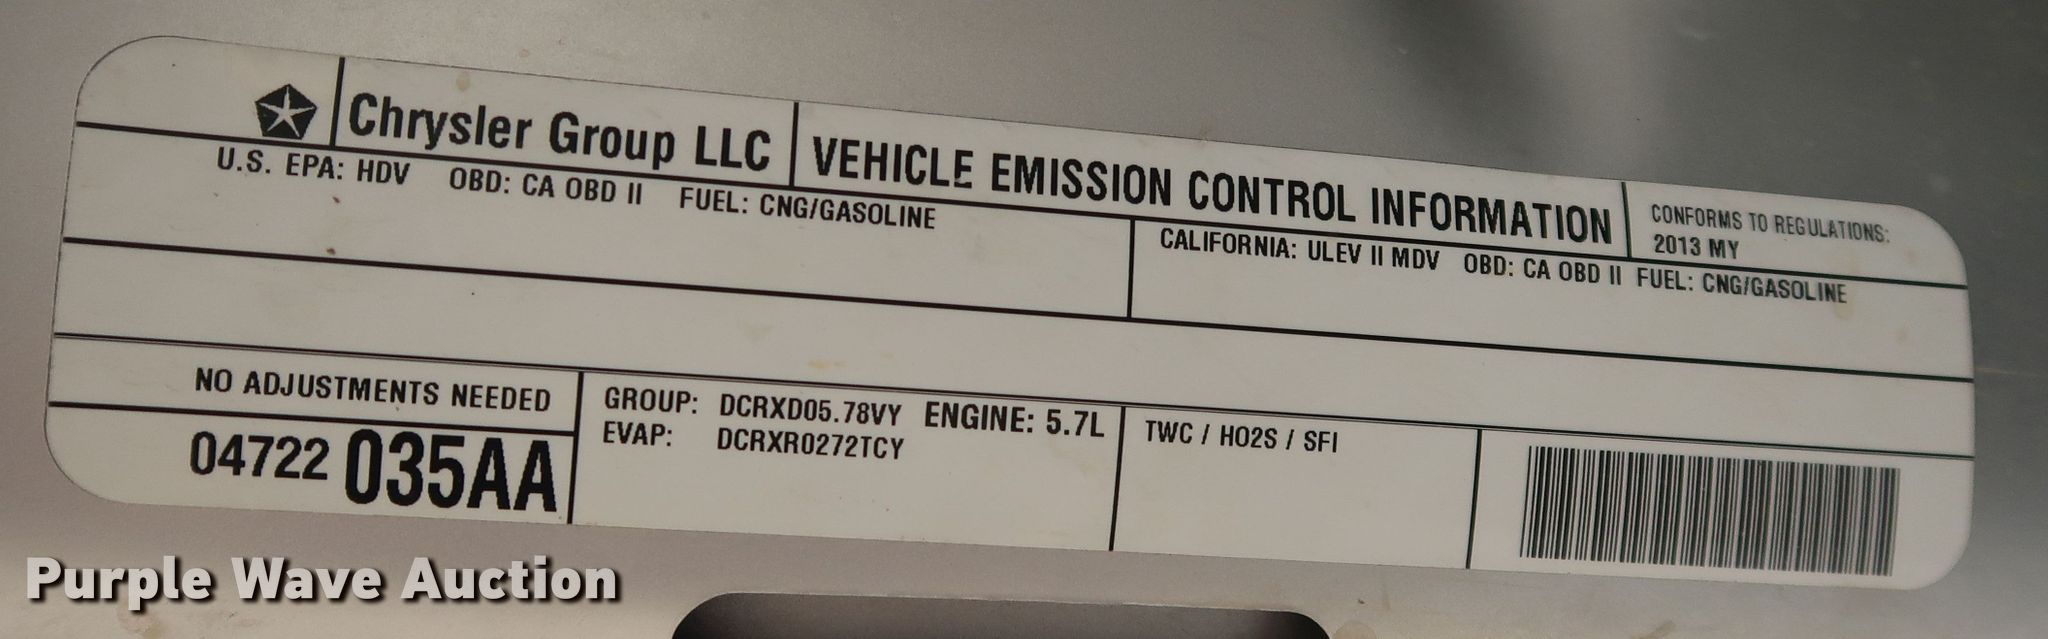 Chrysler Group LLC
VEHICLE EMISSION CONTROL INFORMATION
CONFORMS TO REGULATIONS:
2013 MY
U.S. EPA: HDV OBD: CA OBD II FUEL: CNG/GASOLINE
CALIFORNIA: ULEV II MDV OBD: CA OBD II FUEL: CNG/GASOLINE
NO ADJUSTMENTS NEEDED
04722 035AA
GROUP: DCRXD05.78VY ENGINE: 5.7L
EVAP: DCRXR0272TCY
TWC / HO2S / SFI
Purple Wave Auction